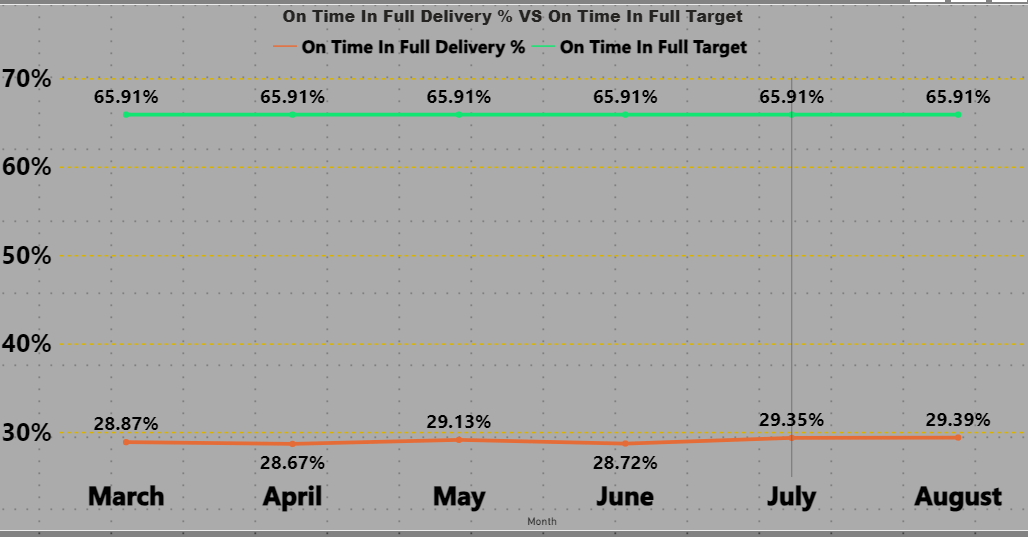 On Time In Full Delivery % VS On Time In Full Target
On Time In Full Delivery % On Time In Full Target
70%
65.91% 65.91% 65.91% 65.91% 65.91% 65.91%
60%
50%
40%
30%
28.87% 28.67% 29.13% 28.72% 29.35% 29.39%
March April May June July August
Month